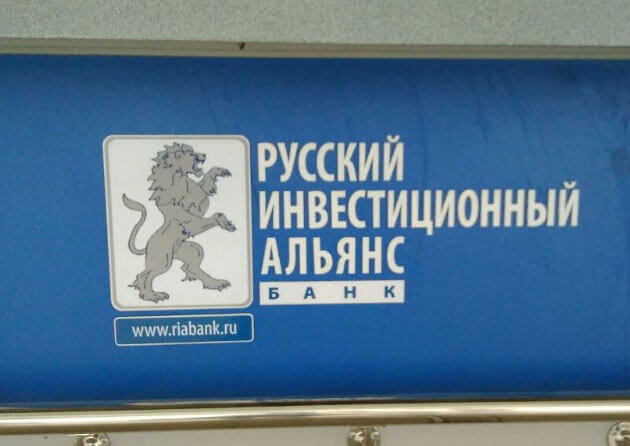 РУССКИЙ
ИНВЕСТИЦИОННЫЙ
АЛЬЯНС
БАНК
www.riabank.ru